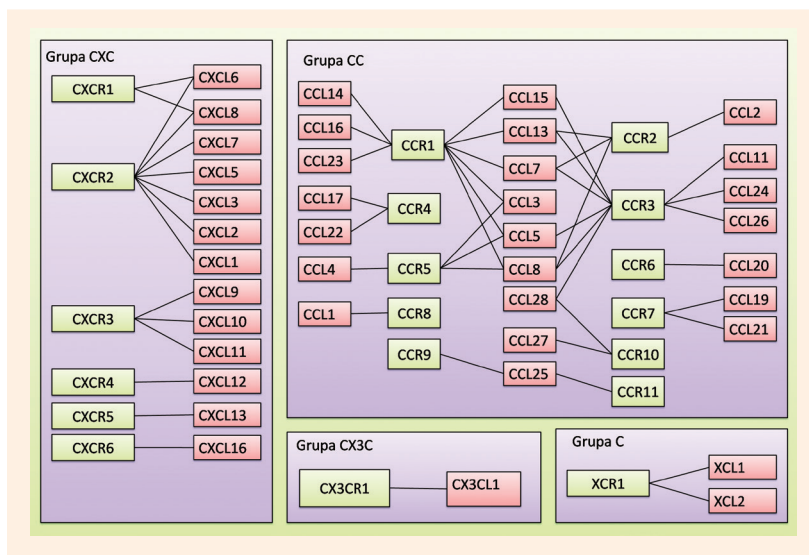 Grupa CXC
CXCR1
CXCR2
CXCR3
CXCR4
CXCR5
CXCR6
CXCL6
CXCL8
CXCL7
CXCL5
CXCL3
CXCL2
CXCL1
CXCL9
CXCL10
CXCL11
CXCL12
CXCL13
CXCL16
Grupa CC
CCL14
CCL16
CCL23
CCL17
CCL22
CCL4
CCL1
CCR1
CCR4
CCR5
CCR8
CCR9
CCL15
CCL13
CCL7
CCL3
CCL5
CCL8
CCL28
CCL27
CCL25
CCR2
CCR3
CCR6
CCR7
CCR10
CCR11
CCL2
CCL11
CCL24
CCL26
CCL20
CCL19
CCL21
Grupa CX3C
CX3CR1
CX3CL1
Grupa C
XCR1
XCL1
XCL2